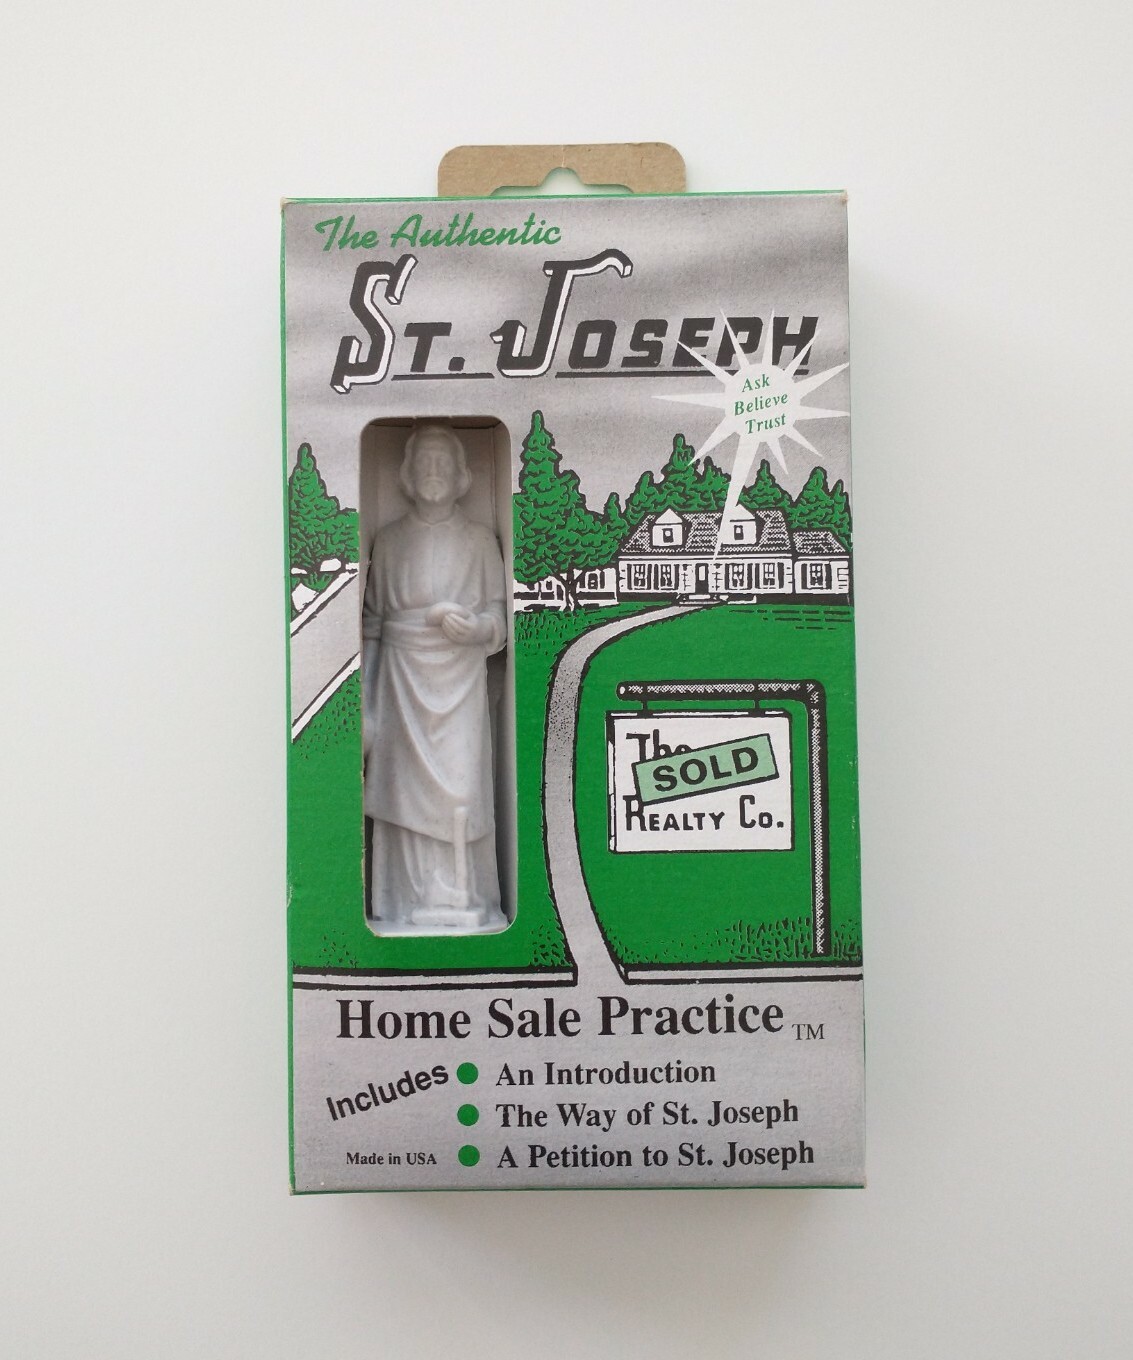 The Authentic
St. Joseph
Ask
Believe
Trust
The
SOLD
Realty Co.
Home Sale Practice TM
Includes
An Introduction
The Way of St. Joseph
A Petition to St. Joseph
Made in USA